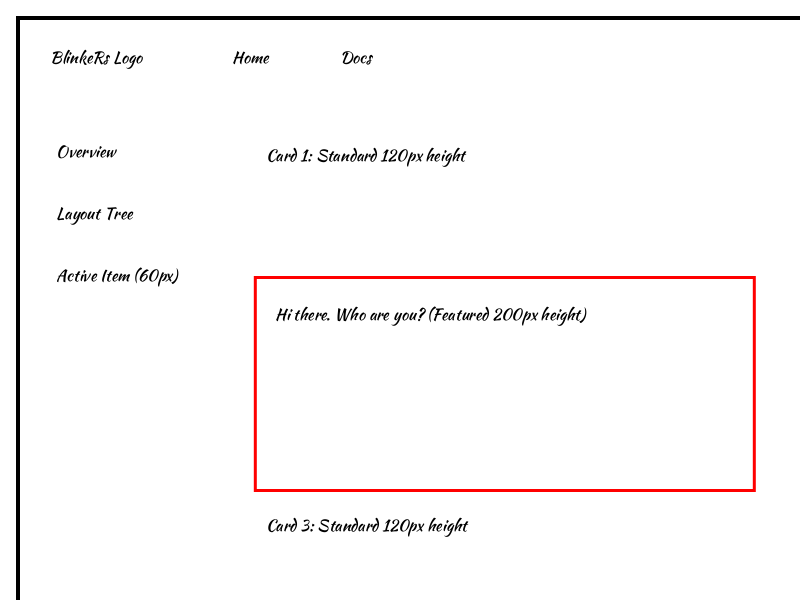 BlinkeRs Logo Home Docs
Overview
Card 1: Standard 120px height
Layout Tree
Active Item (60px)
Hi there. Who are you? (Featured 200px height)
Card 3: Standard 120px height